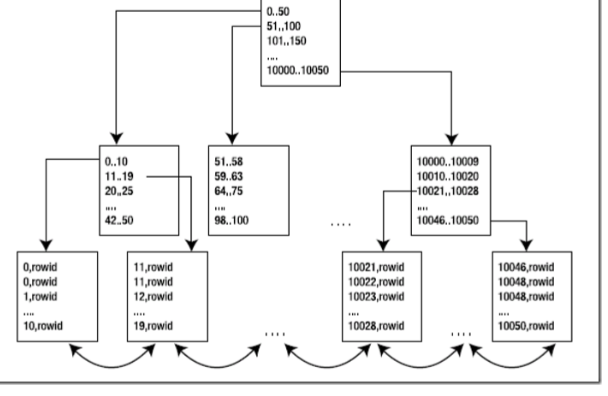 0..50
51,,100
101..150
....
10000..10050
0..10
11..19
20,,25
....
42..50
51..58
59..63
64,,75
....
98..100
....
10000..10009
10010..10020
10021,,10028
....
10046..10050
0,rowid
0,rowid
1,rowid
....
10,rowid
11,rowid
11,rowid
12,rowid
....
19,rowid
....
10021,rowid
10022,rowid
10023,rowid
....
10028,rowid
....
10046,rowid
10048,rowid
10048,rowid
....
10050,rowid